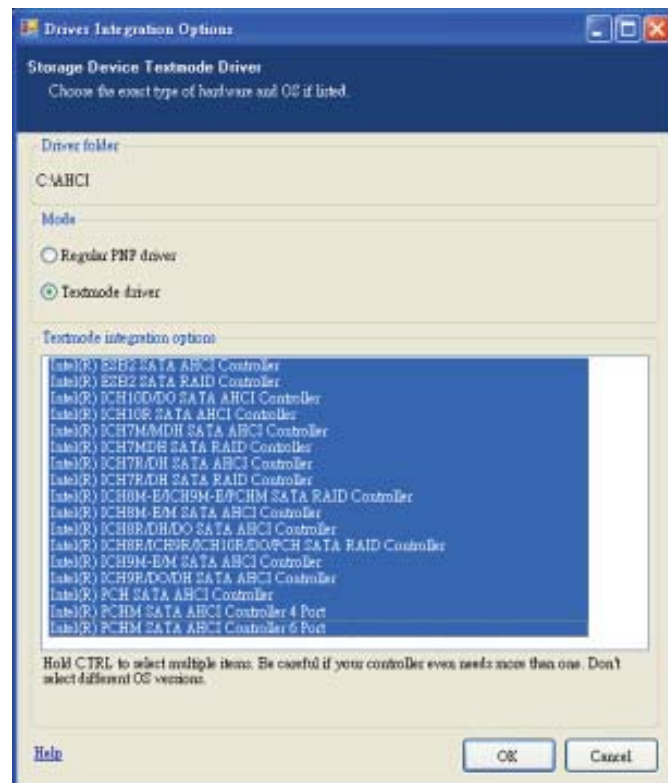 Driver Integration Options
Storage Device Textmode Driver
Choose the exact type of hardware and OS if listed.
Driver folder
C:\AHCI
Mode
Regular PNP driver
Textmode driver
Textmode integration options
Intel(R) ESB2 SATA AHCI Controller
Intel(R) ESB2 SATA RAID Controller
Intel(R) ICH10D/DO SATA AHCI Controller
Intel(R) ICH10R SATA AHCI Controller
Intel(R) ICH7M/MDH SATA AHCI Controller
Intel(R) ICH7MDH SATA RAID Controller
Intel(R) ICH7R/DH SATA AHCI Controller
Intel(R) ICH7R/DH SATA RAID Controller
Intel(R) ICH8M-E/ICH9M-E/PCHM SATA RAID Controller
Intel(R) ICH8M-E/M SATA AHCI Controller
Intel(R) ICH8R/DH/DO SATA AHCI Controller
Intel(R) ICH8R/ICH9R/ICH10R/DO/PCH SATA RAID Controller
Intel(R) ICH9M-E/M SATA AHCI Controller
Intel(R) ICH9R/DO/DH SATA AHCI Controller
Intel(R) PCH SATA AHCI Controller
Intel(R) PCHM SATA AHCI Controller 4 Port
Intel(R) PCHM SATA AHCI Controller 6 Port
Hold CTRL to select multiple items. Be careful if your controller even needs more than one. Don't
select different OS versions.
Help
OK
Cancel